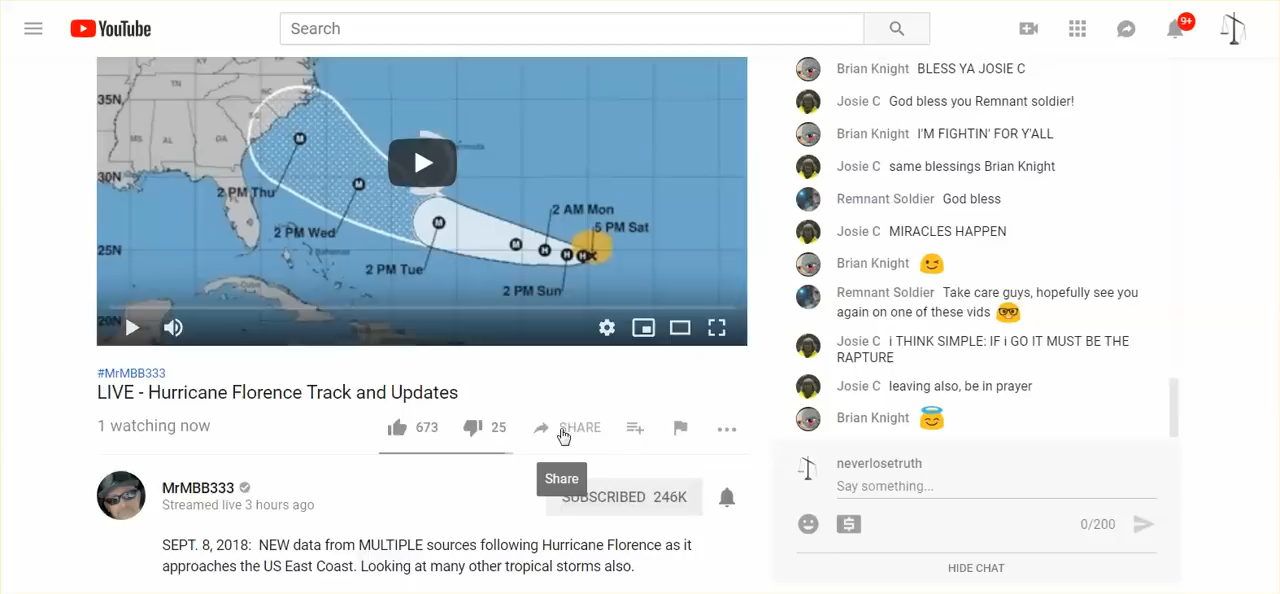 YouTube
Search
9+
35N
TN
NC
SC
MS
AL
GA
30N
2 PM Thu
2 PM Wed
2 AM Mon
5 PM Sat
25N
2 PM Tue
2 PM Sun
20N
M
M
M
M
H
H
H
#MrMBB333
LIVE - Hurricane Florence Track and Updates
1 watching now
673
25
SHARE
Share
MrMBB333
Streamed live 3 hours ago
SUBSCRIBED 246K
SEPT. 8, 2018: NEW data from MULTIPLE sources following Hurricane Florence as it
approaches the US East Coast. Looking at many other tropical storms also.
Brian Knight BLESS YA JOSIE C
Josie C God bless you Remnant soldier!
Brian Knight I'M FIGHTIN' FOR Y'ALL
Josie C same blessings Brian Knight
Remnant Soldier God bless
Josie C MIRACLES HAPPEN
Brian Knight
Remnant Soldier Take care guys, hopefully see you
again on one of these vids
Josie C i THINK SIMPLE: IF i GO IT MUST BE THE
RAPTURE
Josie C leaving also, be in prayer
Brian Knight
neverlosetruth
Say something...
0/200
HIDE CHAT